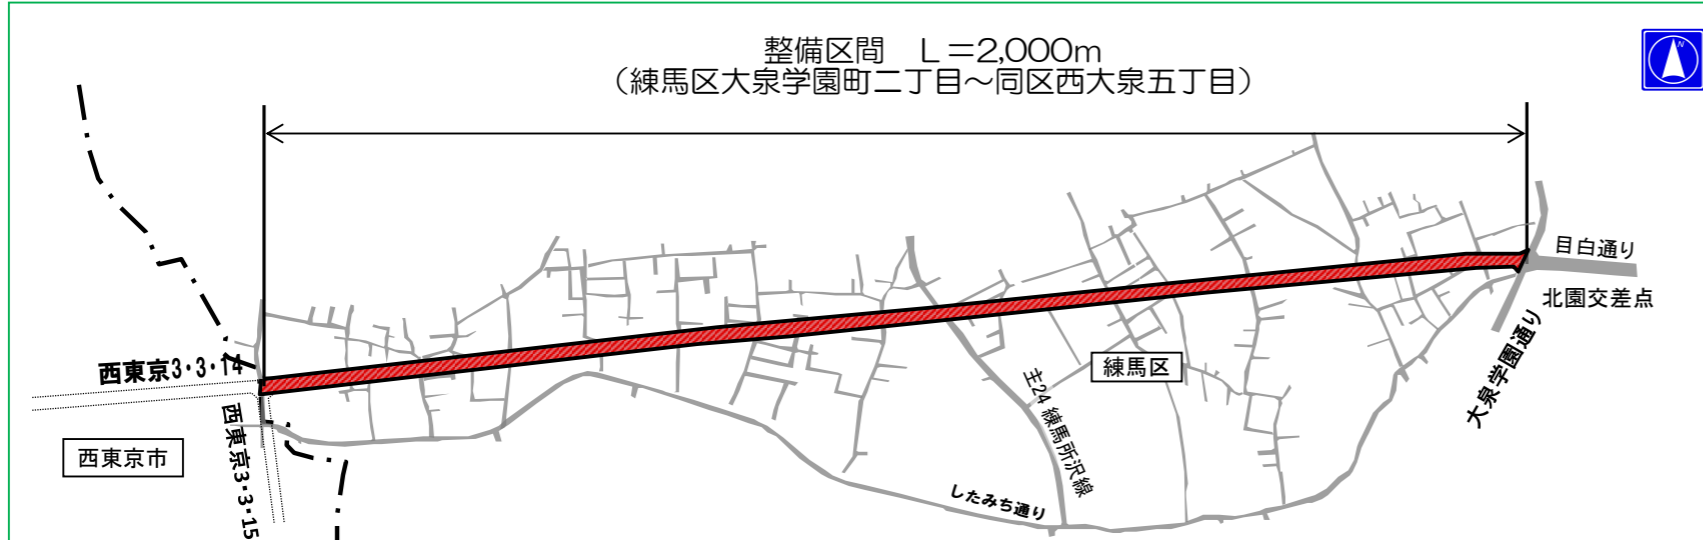 整備区間　L＝2,000m
（練馬区大泉学園町二丁目～同区西大泉五丁目）
N
目白通り
北園交差点
大泉学園通り
西東京3・3・14
練馬区
主24 練馬所沢線
西東京3・3・15
西東京市
したみち通り